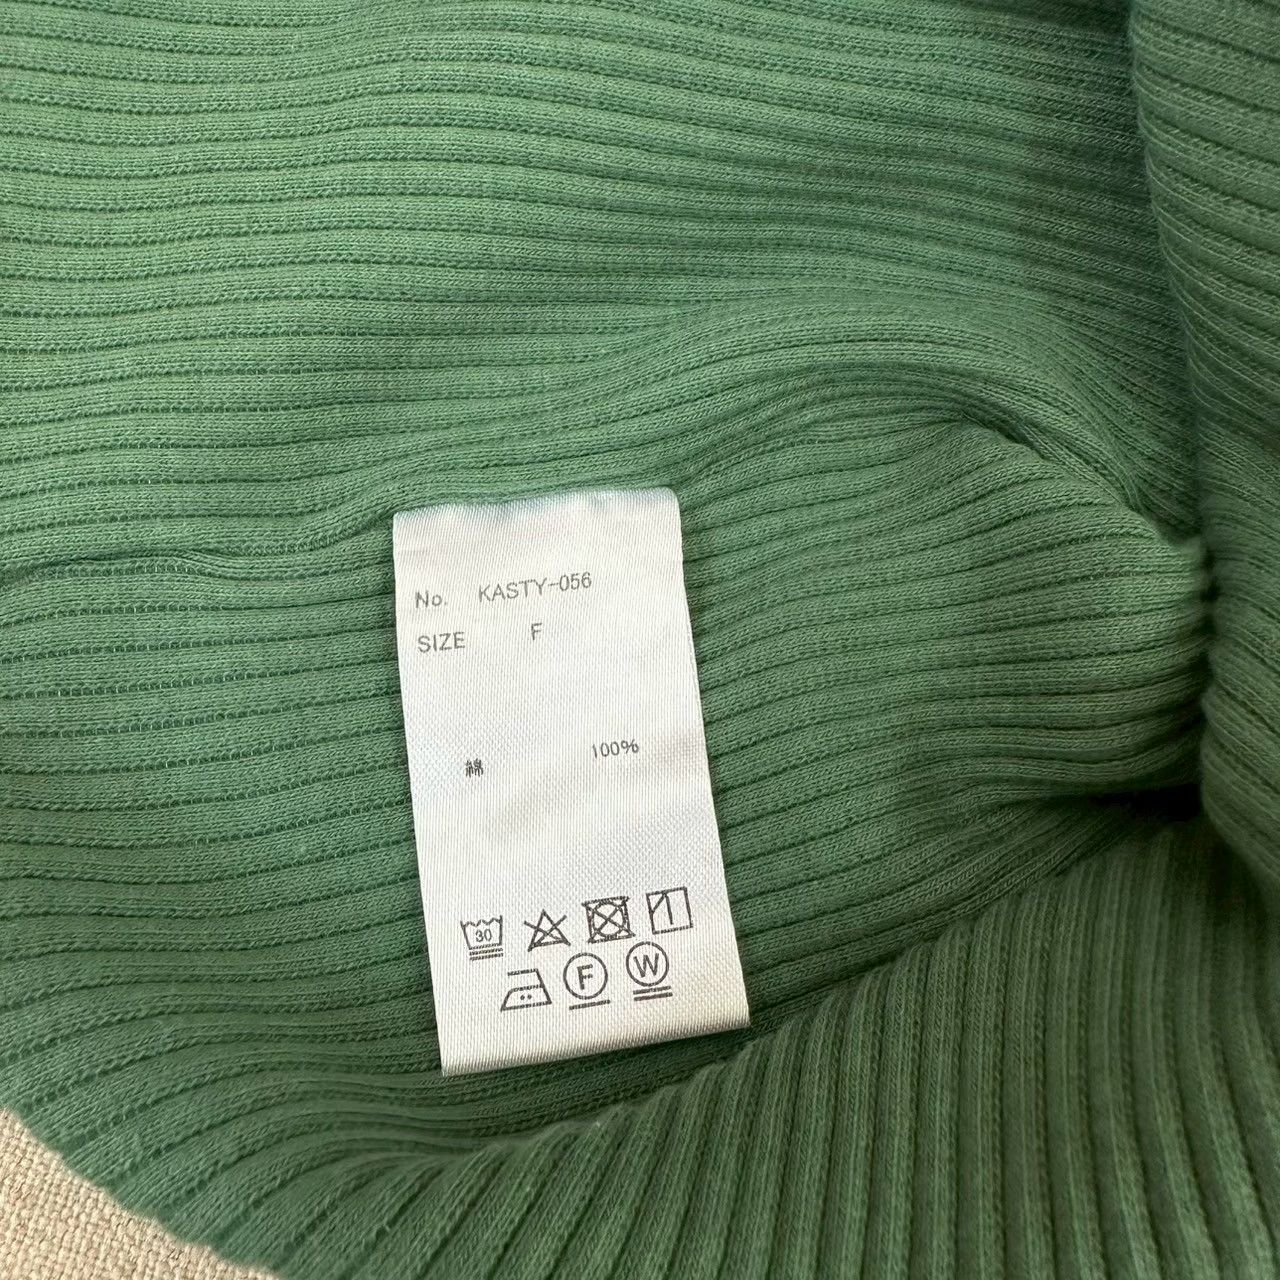 No. KASTY-056
SIZE F
綿 100%
30
F W